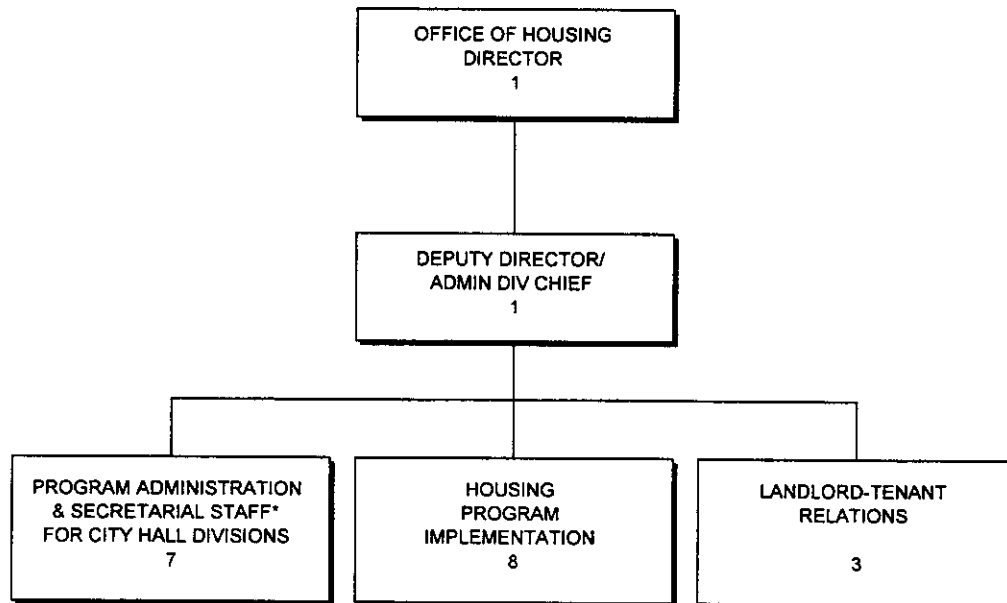 OFFICE OF HOUSING
DIRECTOR
1
DEPUTY DIRECTOR/
ADMIN DIV CHIEF
1
PROGRAM ADMINISTRATION
& SECRETARIAL STAFF*
FOR CITY HALL DIVISIONS
7
HOUSING
PROGRAM
IMPLEMENTATION
8
LANDLORD-TENANT
RELATIONS
3